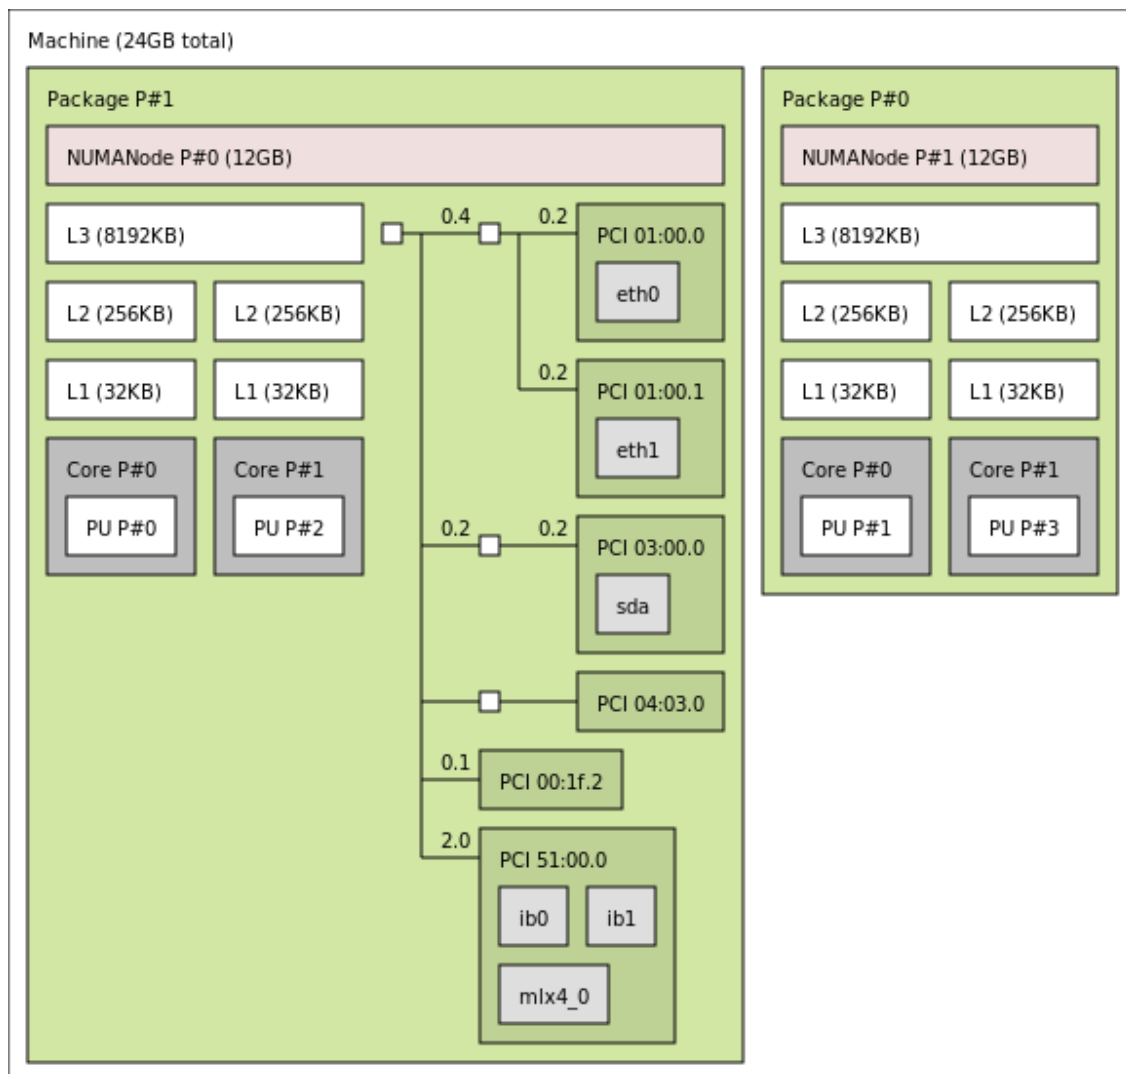 Machine (24GB total)
Package P#1
NUMANode P#0 (12GB)
L3 (8192KB)
L2 (256KB)
L2 (256KB)
L1 (32KB)
L1 (32KB)
Core P#0
PU P#0
Core P#1
PU P#2
0.4
0.2
PCI 01:00.0
eth0
0.2
PCI 01:00.1
eth1
0.2
0.2
PCI 03:00.0
sda
PCI 04:03.0
0.1
PCI 00:1f.2
2.0
PCI 51:00.0
ib0
ib1
mlx4_0
Package P#0
NUMANode P#1 (12GB)
L3 (8192KB)
L2 (256KB)
L2 (256KB)
L1 (32KB)
L1 (32KB)
Core P#0
PU P#1
Core P#1
PU P#3